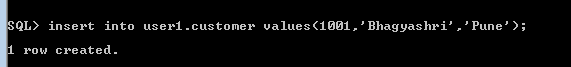 SQL> insert into user1.customer values(1001,'Bhagyashri','Pune');
1 row created.